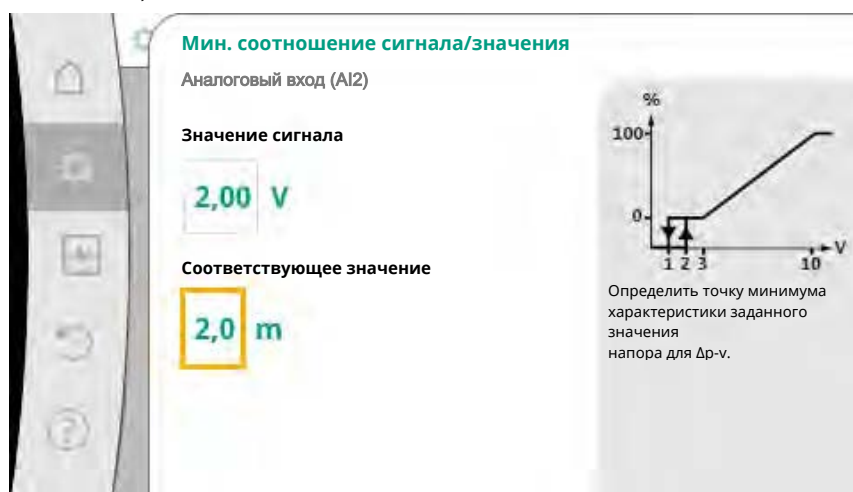 Мин. соотношение сигнала/значения
Аналоговый вход (AI2)
Значение сигнала
2,00 V
Соответствующее значение
2,0 m
%
100
0
1 2 3 10
V
Определить точку минимума
характеристики заданного
значения
напора для Δp-v.